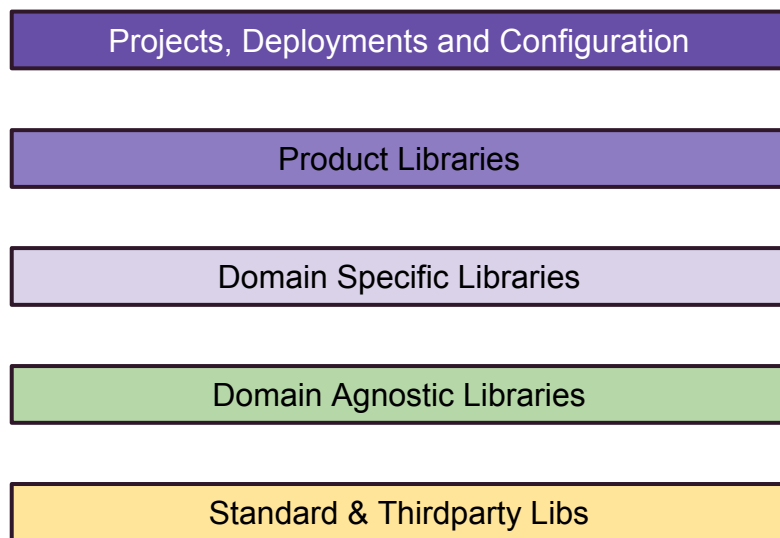 Projects, Deployments and Configuration
Product Libraries
Domain Specific Libraries
Domain Agnostic Libraries
Standard & Thirdparty Libs